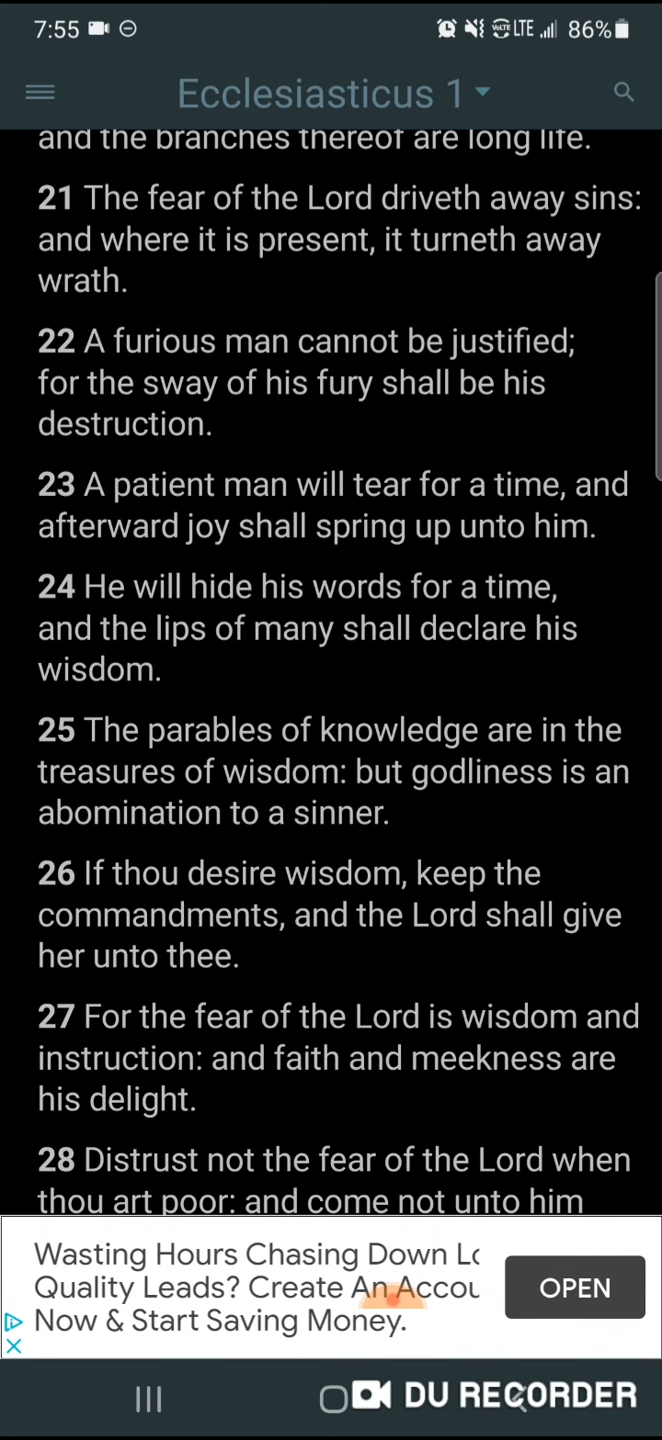 7:55 LTE 86%
Ecclesiasticus 1
and the branches thereof are long life.
21 The fear of the Lord driveth away sins:
and where it is present, it turneth away
wrath.
22 A furious man cannot be justified;
for the sway of his fury shall be his
destruction.
23 A patient man will tear for a time, and
afterward joy shall spring up unto him.
24 He will hide his words for a time,
and the lips of many shall declare his
wisdom.
25 The parables of knowledge are in the
treasures of wisdom: but godliness is an
abomination to a sinner.
26 If thou desire wisdom, keep the
commandments, and the Lord shall give
her unto thee.
27 For the fear of the Lord is wisdom and
instruction: and faith and meekness are
his delight.
28 Distrust not the fear of the Lord when
thou art poor: and come not unto him
Wasting Hours Chasing Down Lo
Quality Leads? Create An Accou
OPEN
Now & Start Saving Money.
DU RECORDER